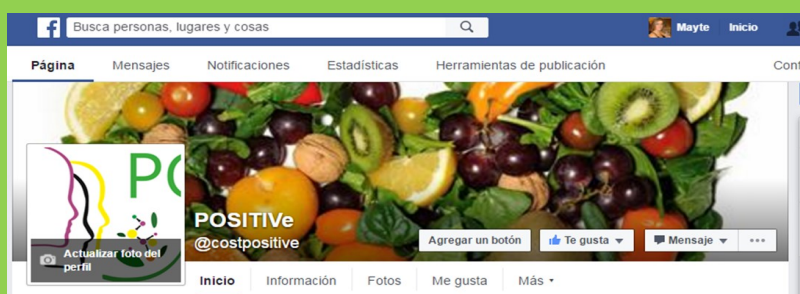 f Busca personas, lugares y cosas Mayte Inicio
Página Mensajes Notificaciones Estadísticas Herramientas de publicación Conf
PO
POSITIVe
@costpositive
Actualizar foto del
perfil
Agregar un botón Te gusta Mensaje
Inicio Información Fotos Me gusta Más